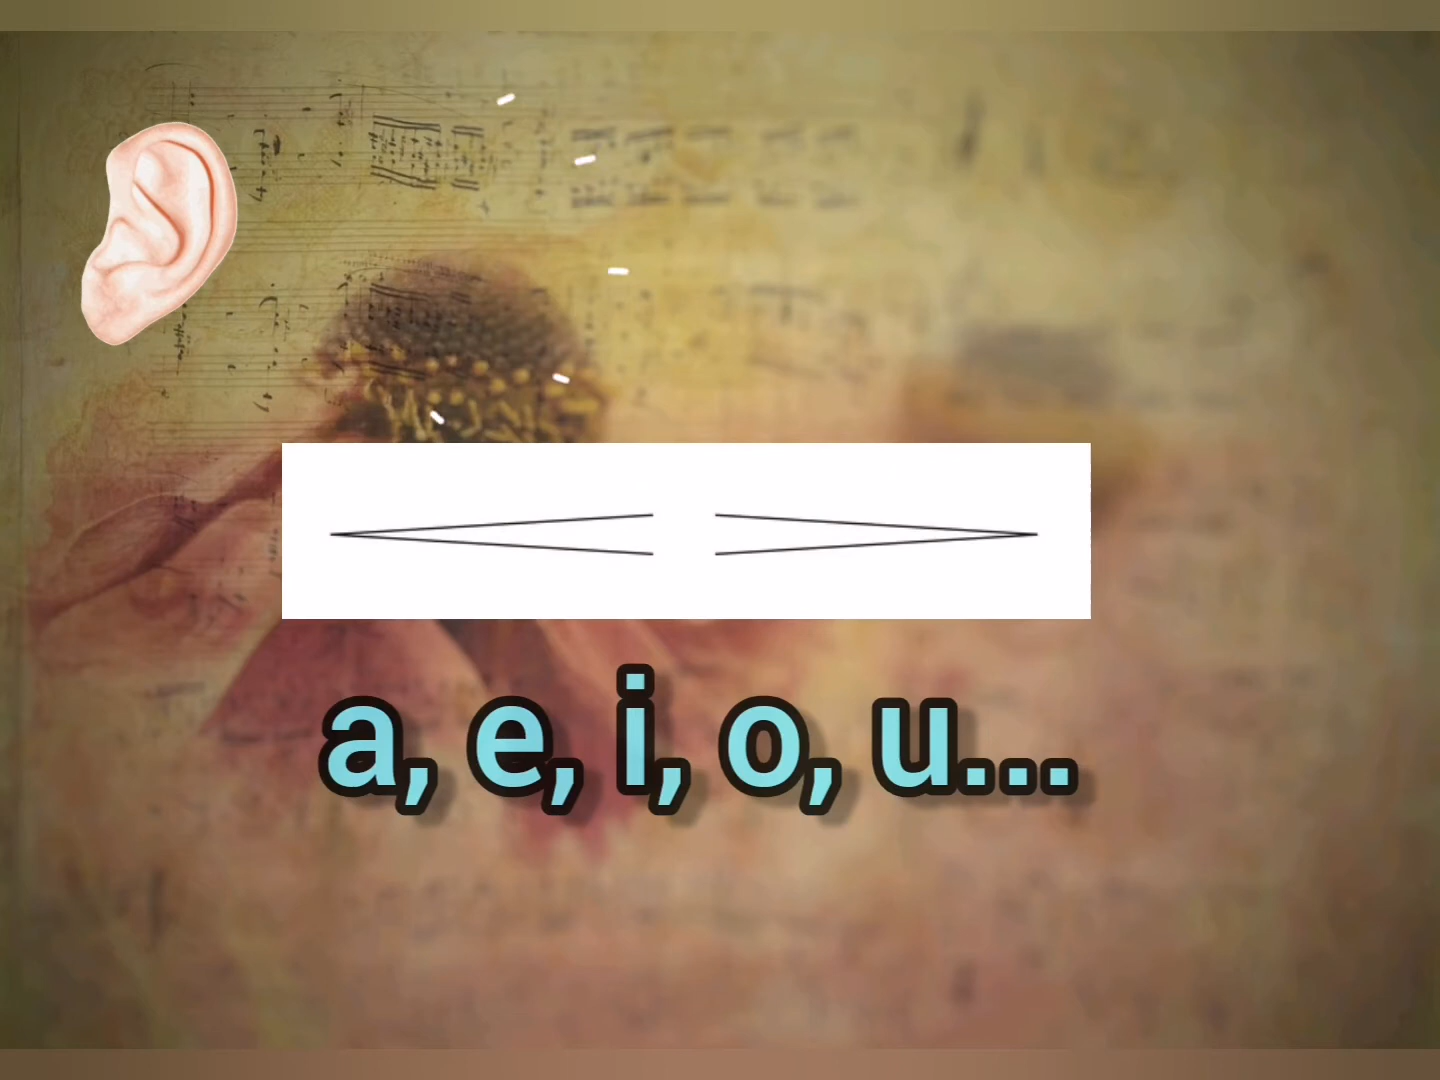 a, e, i, o, u...